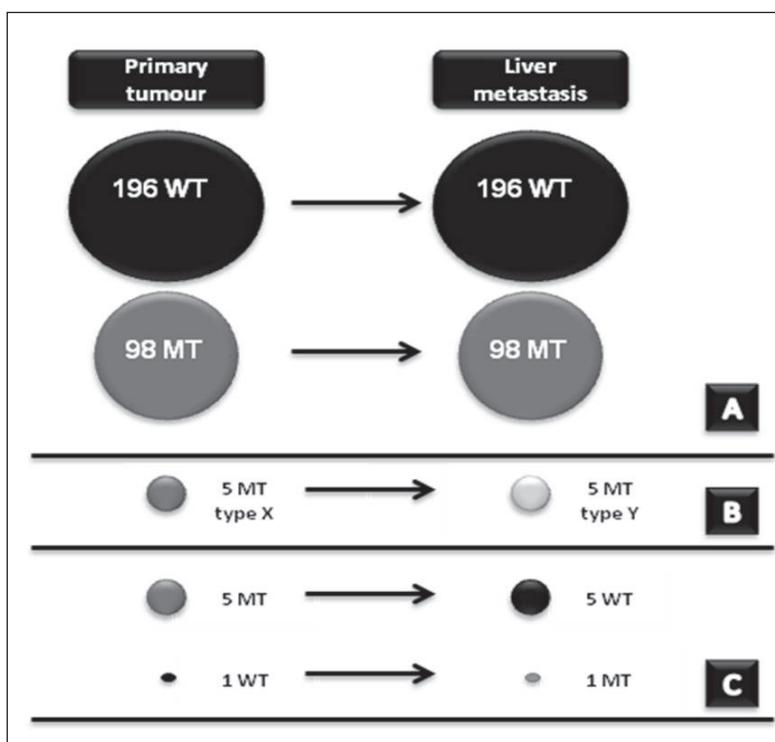 Primary
tumour
Liver
metastasis
196 WT
196 WT
98 MT
98 MT
A
5 MT
type X
5 MT
type Y
B
5 MT
5 WT
1 WT
1 MT
C